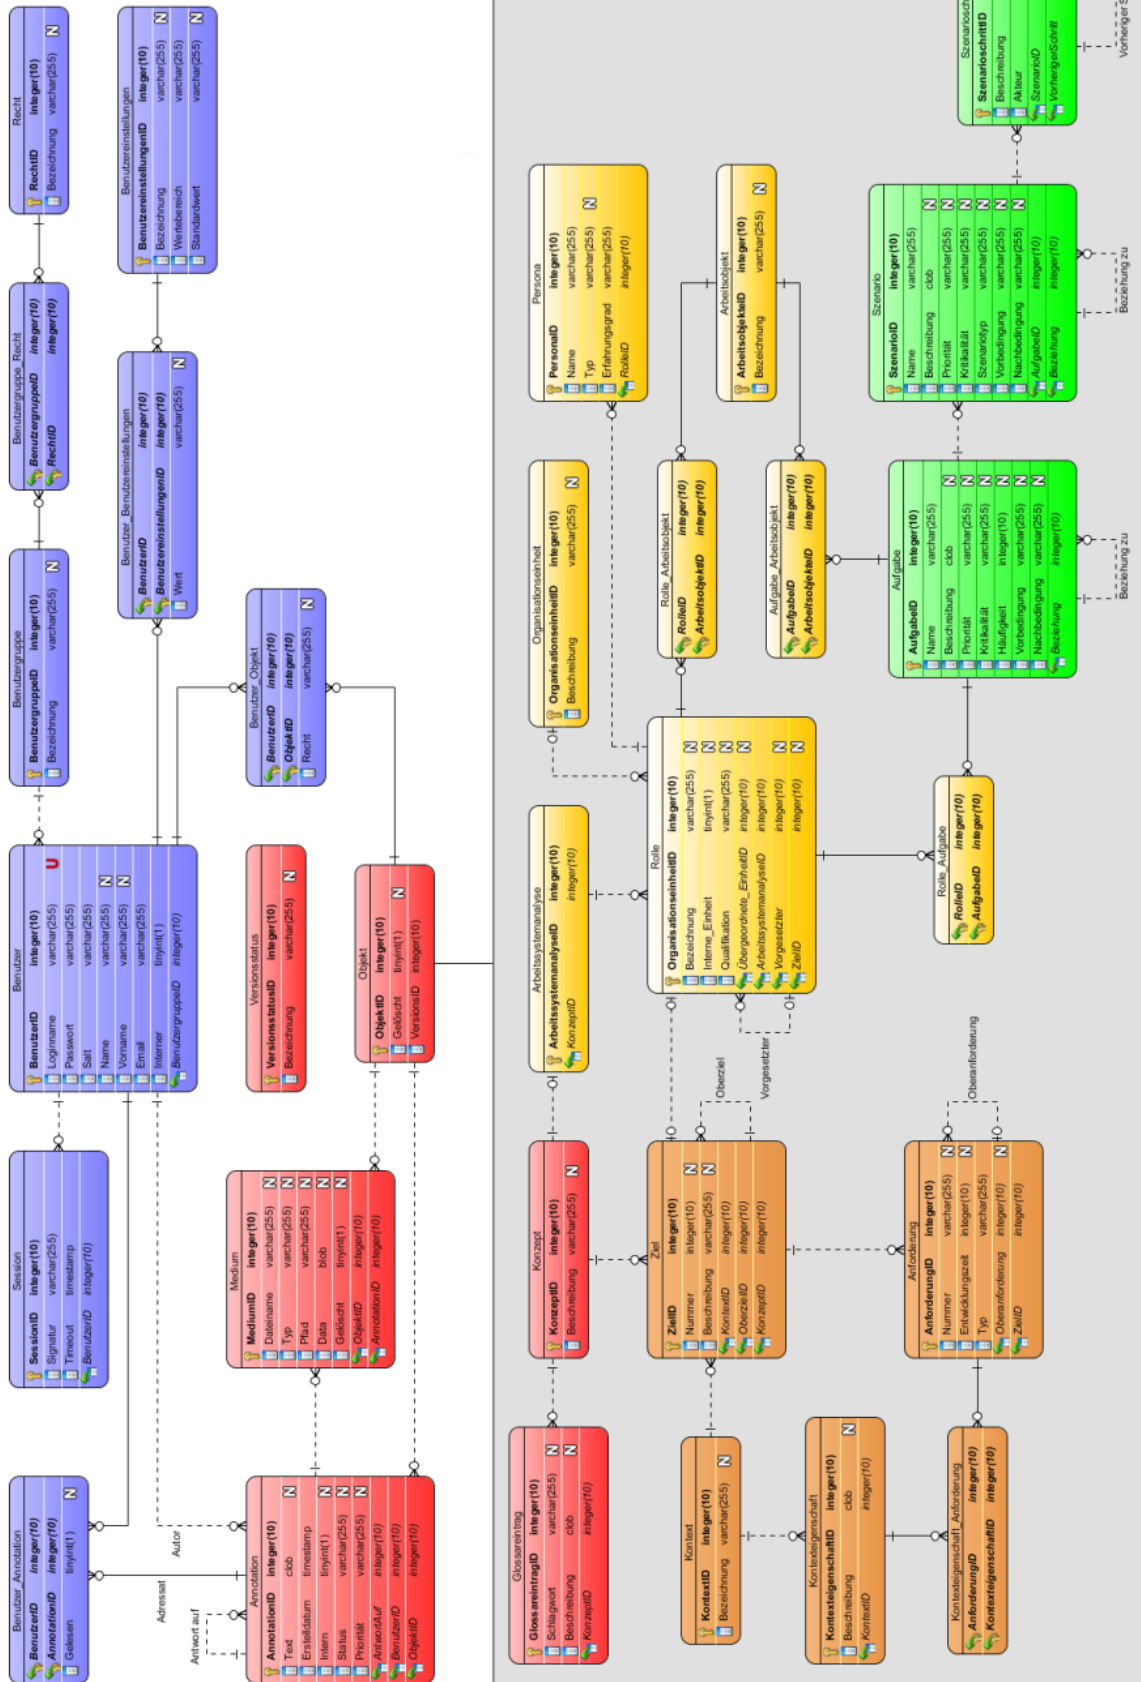 Recht
RechtID integer(10)
Bezeichnung varchar(255) N
Benutzergruppe_Recht
BenutzergruppeID integer(10)
RechtID integer(10)
Benutzergruppe
BenutzergruppeID integer(10)
Bezeichnung varchar(255) N
Benutzereinstellungen
BenutzereinstellungenID integer(10)
Bezeichnung varchar(255) N
Wertebereich varchar(255) N
Standardwert varchar(255) N
Benutzer_Benutzereinstellungen
BenutzerID integer(10)
BenutzereinstellungenID integer(10)
Wert varchar(255) N
Benutzer_Objekt
BenutzerID integer(10)
ObjektID integer(10)
Recht varchar(255) N
Benutzer
BenutzerID integer(10)
Loginname varchar(255) U
Passwort varchar(255)
Salt varchar(255)
Name varchar(255) N
Vorname varchar(255) N
Email varchar(255)
Interner tinyint(1)
BenutzergruppeID integer(10)
Versionsstatus
VersionsstatusID integer(10)
Bezeichnung varchar(255) N
Objekt
ObjektID integer(10)
Gelöscht tinyint(1) N
VersionsID integer(10)
Session
SessionID integer(10)
Signatur varchar(255)
Timeout timestamp
BenutzerID integer(10)
Medium
MediumID integer(10)
Dateiname varchar(255) N
Typ varchar(255) N
Pfad varchar(255) N
Data blob N
Gelöscht tinyint(1) N
ObjektID integer(10)
AnnotationID integer(10)
Benutzer_Annotation
BenutzerID integer(10)
AnnotationID integer(10)
Gelesen tinyint(1) N
Autor
Adressat
Antwort auf
Annotation
AnnotationID integer(10)
Text clob N
Erstelldatum timestamp
Intern tinyint(1) N
Status varchar(255) N
Priorität varchar(255) N
AntwortAuf integer(10)
BenutzerID integer(10)
ObjektID integer(10)
Szenarioschritt
SzenarioschrittID
Beschreibung
Akteur
SzenarioID
VorherigerSchritt
Vorheriger S
Persona
PersonaID integer(10)
Name varchar(255)
Typ varchar(255) N
Erfahrungsgrad varchar(255)
RolleID integer(10)
Arbeitsobjekt
ArbeitsobjekteID integer(10)
Bezeichnung varchar(255) N
Szenario
SzenarioID integer(10)
Name varchar(255)
Beschreibung clob N
Priorität varchar(255) N
Kritikalität varchar(255) N
Szenariotyp varchar(255) N
Vorbedingung varchar(255) N
Nachbedingung varchar(255) N
AufgabeID integer(10)
Beziehung integer(10)
Beziehung zu
Organisationseinheit
OrganisationseinheitID integer(10)
Beschreibung varchar(255) N
Rolle_Arbeitsobjekt
RolleID integer(10)
ArbeitsobjektID integer(10)
Aufgabe_Arbeitsobjekt
AufgabeID integer(10)
ArbeitsobjekteID integer(10)
Aufgabe
AufgabeID integer(10)
Name varchar(255)
Beschreibung clob N
Priorität varchar(255) N
Kritikalität varchar(255) N
Häufigkeit integer(10) N
Vorbedingung varchar(255) N
Nachbedingung varchar(255) N
Beziehung integer(10)
Beziehung zu
Arbeitssystemanalyse
ArbeitssystemanalyseID integer(10)
KonzeptID integer(10)
Rolle
OrganisationseinheitID integer(10)
Bezeichnung varchar(255) N
Interne_Einheit tinyint(1) N
Qualifikation varchar(255) N
Übergeordnete_EinheitID integer(10) N
ArbeitssystemanalyseID integer(10)
Vorgesetzter integer(10) N
ZielID integer(10) N
Rolle_Aufgabe
RolleID integer(10)
AufgabeID integer(10)
Konzept
KonzeptID integer(10)
Beschreibung varchar(255) N
Oberziel
Vorgesetzter
Ziel
ZielID integer(10)
Nummer integer(10) N
Beschreibung varchar(255) N
KontextID integer(10)
OberzielID integer(10)
KonzeptID integer(10)
Oberanforderung
Anforderung
AnforderungID integer(10)
Nummer varchar(255) N
Entwicklungszeit integer(10) N
Typ varchar(255)
Oberanforderung integer(10) N
ZielID integer(10)
Glossareintrag
GlossareintragID integer(10)
Schlagwort varchar(255) N
Beschreibung clob N
KonzeptID integer(10)
Kontext
KontextID integer(10)
Bezeichnung varchar(255) N
Kontexteigenschaft
KontexteigenschaftID integer(10)
Beschreibung clob N
KontextID integer(10)
Kontexteigenschaft_Anforderung
AnforderungID integer(10)
KontexteigenschaftID integer(10)